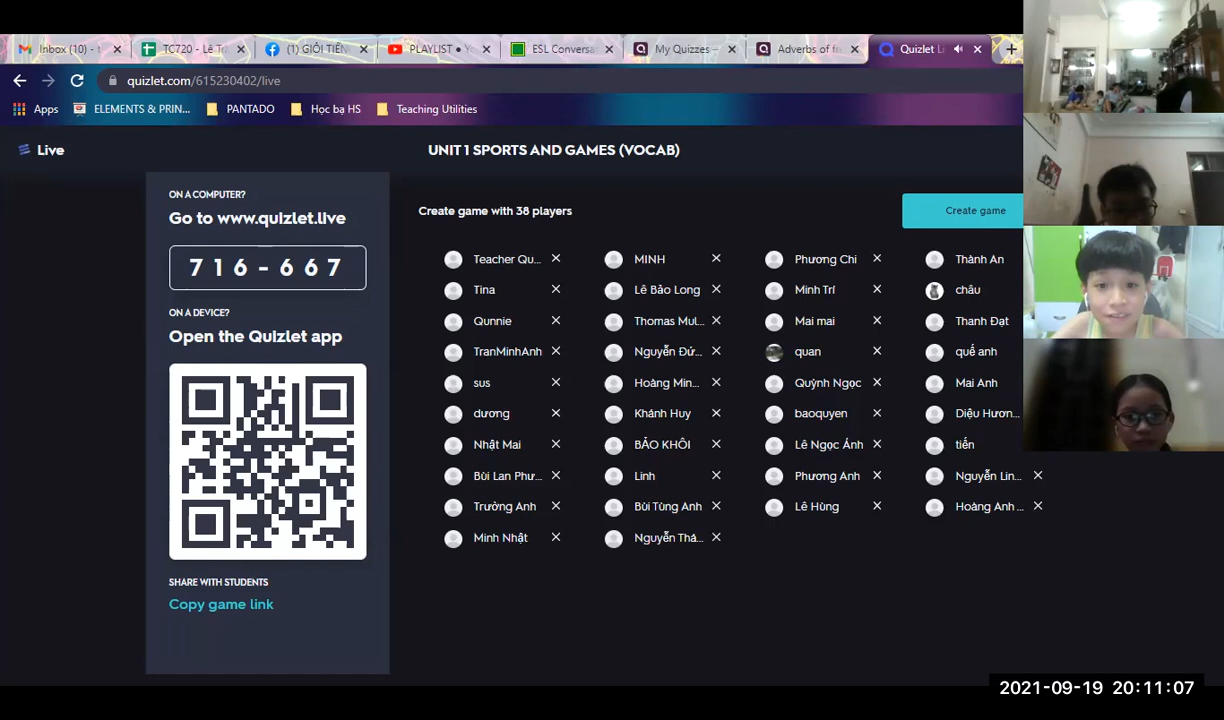 Inbox (10) - t
TC720 - Lê Tr
(1) GIỎI TIẾN
PLAYLIST ● Yo
ESL Conversa
My Quizzes –
Adverbs of fr
Quizlet Li
quizlet.com/615230402/live
Apps
ELEMENTS & PRIN...
PANTADO
Học bạ HS
Teaching Utilities
Live
UNIT 1 SPORTS AND GAMES (VOCAB)
ON A COMPUTER?
Go to www.quizlet.live
716-667
ON A DEVICE?
Open the Quizlet app
SHARE WITH STUDENTS
Copy game link
Create game with 38 players
Create game
Teacher Qu...
MINH
Phương Chi
Thành An
Tina
Lê Bảo Long
Minh Trí
châu
Qunnie
Thomas Mul...
Mai mai
Thanh Đạt
TranMinhAnh
Nguyễn Đứ...
quan
quế anh
sus
Hoàng Min...
Quỳnh Ngọc
Mai Anh
dương
Khánh Huy
baoquyen
Diệu Hươn...
Nhật Mai
BẢO KHÔI
Lê Ngọc Ánh
tiến
Bùi Lan Phư...
Linh
Phương Anh
Nguyễn Lin...
Trường Anh
Bùi Tùng Anh
Lê Hùng
Hoàng Anh ...
Minh Nhật
Nguyễn Thá...
2021-09-19 20:11:07